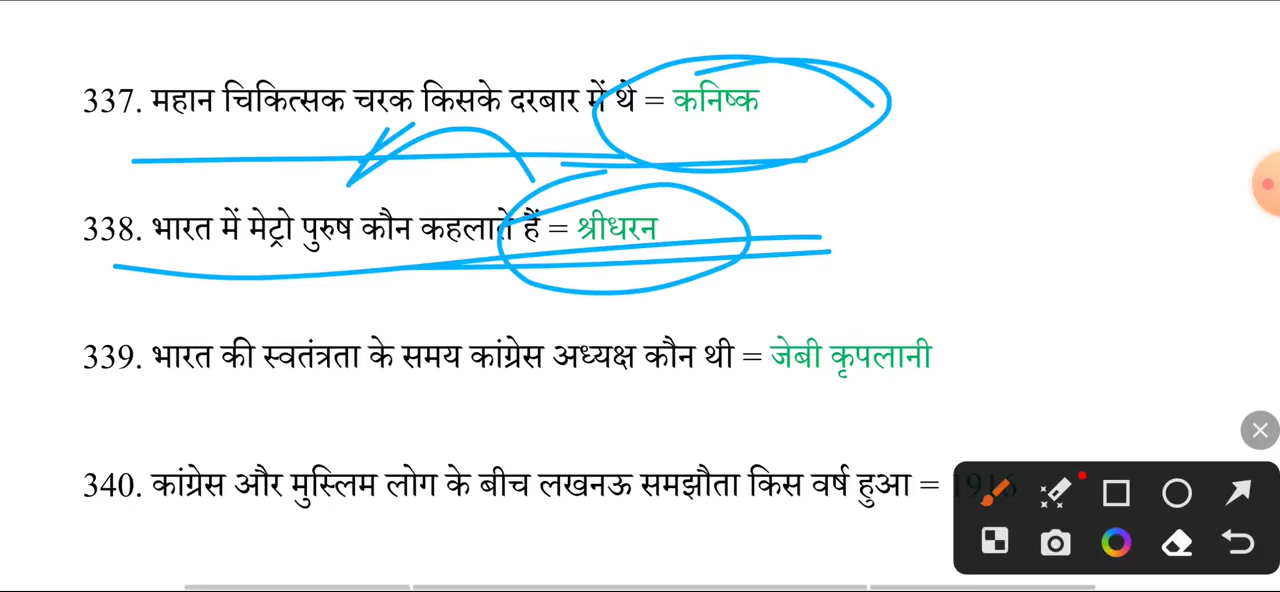 337. महान चिकित्सक चरक किसके दरबार में थे = कनिष्क
338. भारत में मेट्रो पुरुष कौन कहलाते हैं = श्रीधरन
339. भारत की स्वतंत्रता के समय कांग्रेस अध्यक्ष कौन थी = जेबी कृपलानी
340. कांग्रेस और मुस्लिम लोग के बीच लखनऊ समझौता किस वर्ष हुआ = 1916